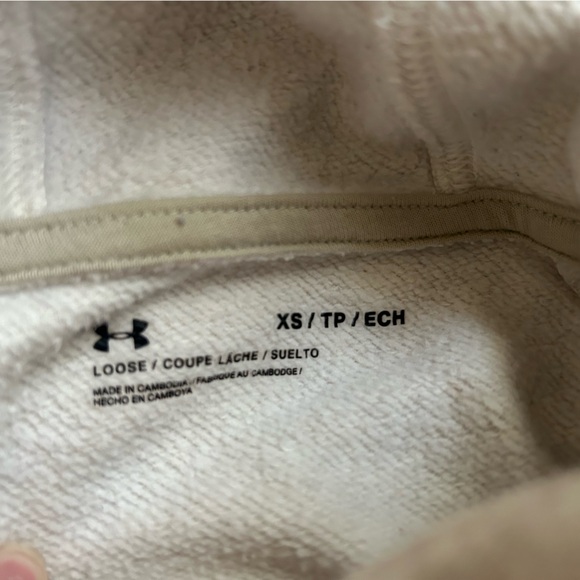 XS / TP / ECH
LOOSE / COUPE LÂCHE / SUELTO
MADE IN CAMBODIA / FABRIQUÉ AU CAMBODGE /
HECHO EN CAMBOYA